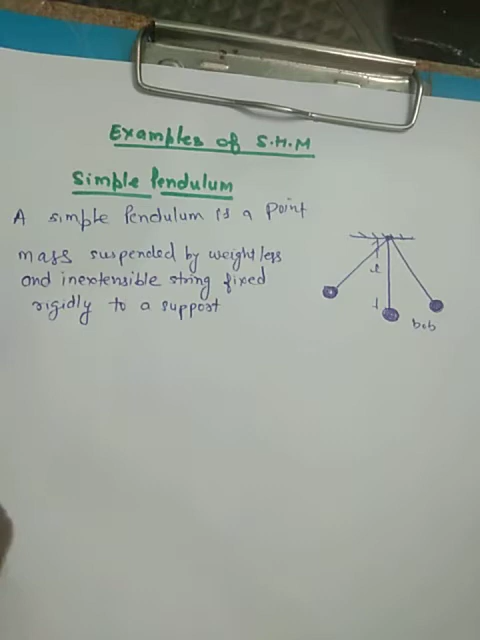 Examples of S.H.M
Simple Pendulum
A simple Pendulum is a point
mass suspended by weightless
and inextensible string fixed
rigidly to a support
l
bob